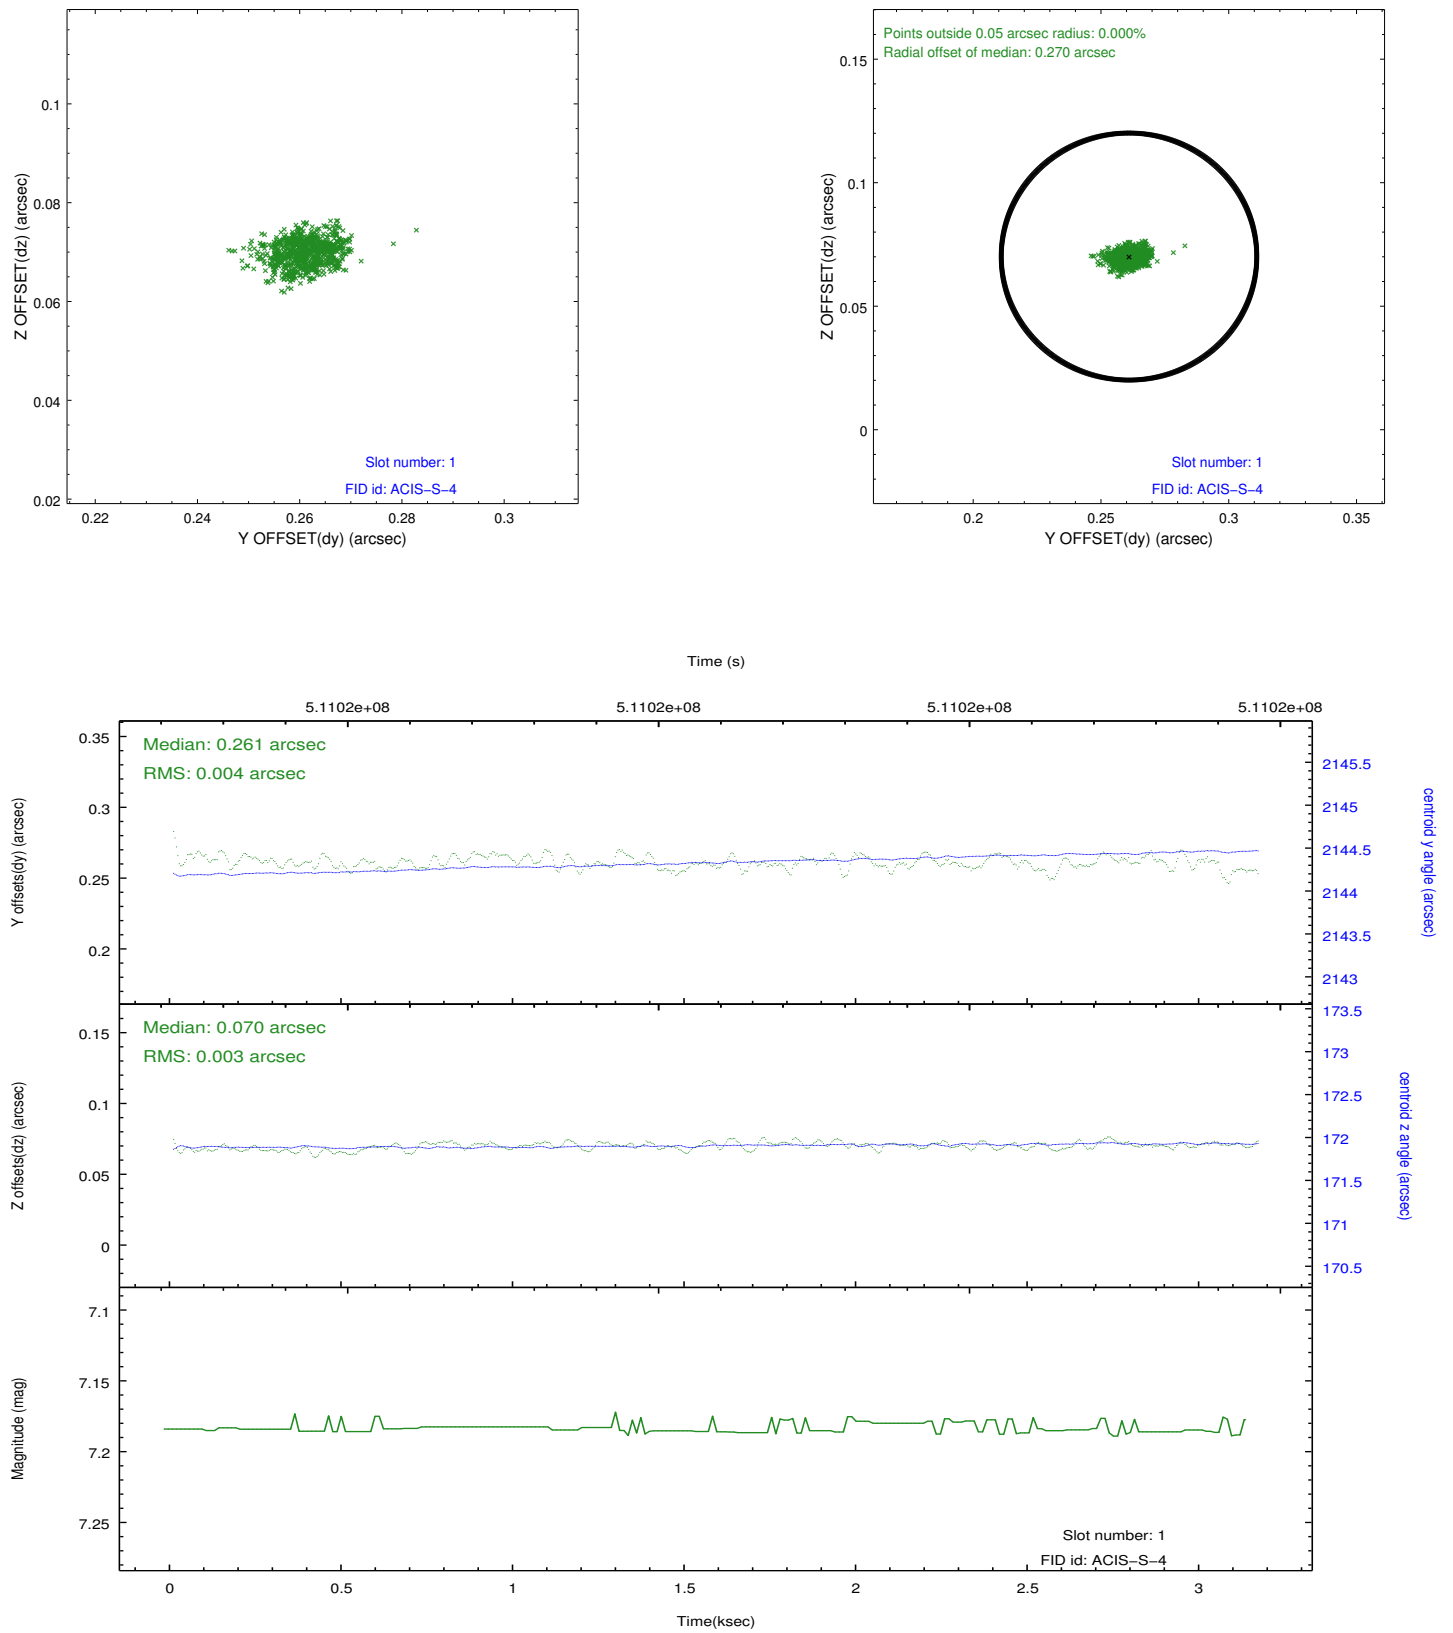 0.1
0.08
0.06
0.04
0.02
Z OFFSET(dz) (arcsec)
Slot number: 1
FID id: ACIS−S−4
0.22 0.24 0.26 0.28 0.3
Y OFFSET(dy) (arcsec)
Points outside 0.05 arcsec radius: 0.000%
Radial offset of median: 0.270 arcsec
0.15
0.1
0.05
0
Z OFFSET(dz) (arcsec)
Slot number: 1
FID id: ACIS−S−4
0.2 0.25 0.3 0.35
Y OFFSET(dy) (arcsec)
Time (s)
5.1102e+08 5.1102e+08 5.1102e+08 5.1102e+08
Median: 0.261 arcsec
RMS: 0.004 arcsec
0.35
0.3
0.25
0.2
Y offsets(dy) (arcsec)
2145.5
2145
2144.5
2144
2143.5
2143
centroid y angle (arcsec)
Median: 0.070 arcsec
RMS: 0.003 arcsec
0.15
0.1
0.05
0
Z offsets(dz) (arcsec)
173.5
173
172.5
172
171.5
171
170.5
centroid z angle (arcsec)
7.1
7.15
7.2
7.25
Magnitude (mag)
Slot number: 1
FID id: ACIS−S−4
0 0.5 1 1.5 2 2.5 3
Time(ksec)